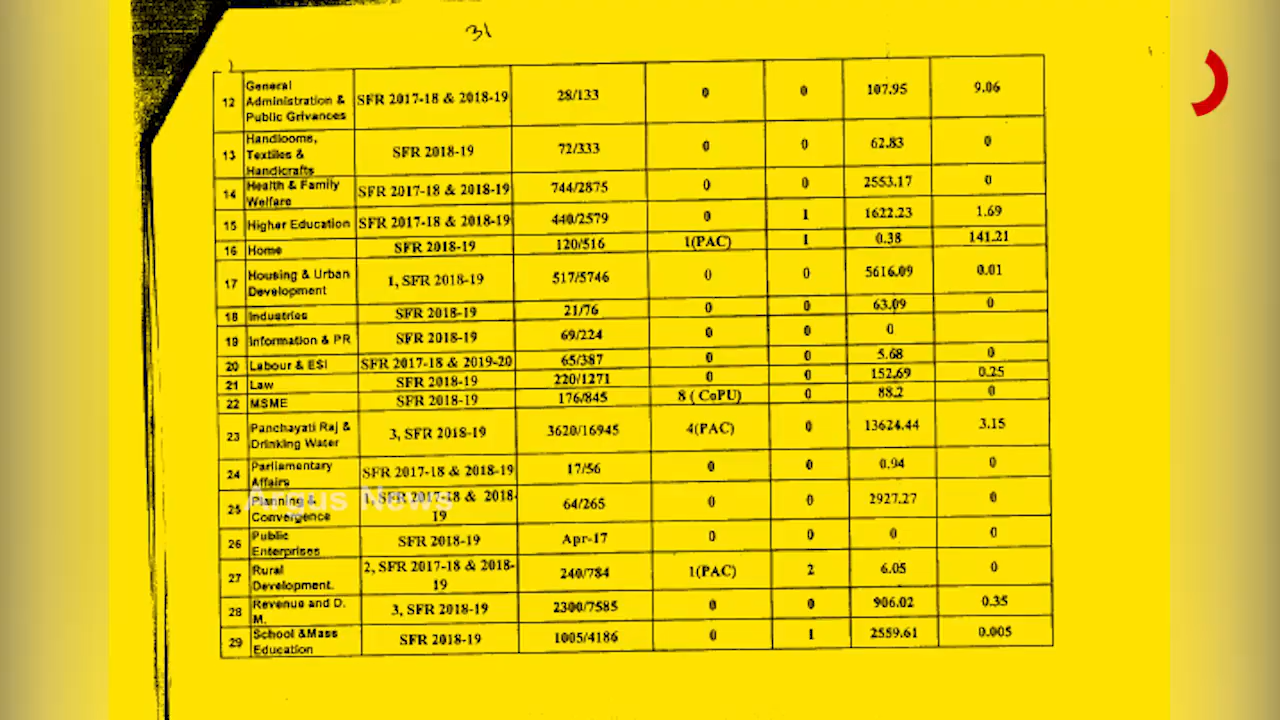 31
12 General Administration & Public Grivances SFR 2017-18 & 2018-19 28/133 0 0 107.95 9.06
13 Handlooms, Textiles & Handicrafts SFR 2018-19 72/333 0 0 62.83 0
14 Health & Family Welfare SFR 2017-18 & 2018-19 744/2875 0 0 2553.17 0
15 Higher Education SFR 2017-18 & 2018-19 440/2579 0 1 1622.23 1.69
16 Home SFR 2018-19 120/516 1(PAC) 1 0.38 141.21
17 Housing & Urban Development 1, SFR 2018-19 517/5746 0 0 5616.09 0.01
18 Industries SFR 2018-19 21/76 0 0 63.09 0
19 Information & PR SFR 2018-19 69/224 0 0 0
20 Labour & ESI SFR 2017-18 & 2019-20 65/387 0 0 5.68 0
21 Law SFR 2018-19 220/1271 0 0 152.69 0.25
22 MSME SFR 2018-19 176/845 8 ( CoPU) 0 88.2 0
23 Panchayati Raj & Drinking Water 3, SFR 2018-19 3620/16945 4(PAC) 0 13624.44 3.15
24 Parliamentary Affairs SFR 2017-18 & 2018-19 17/56 0 0 0.94 0
25 Planning & Convergence 1, SFR 2017-18 & 2018-19 64/265 0 0 2927.27 0
26 Public Enterprises SFR 2018-19 Apr-17 0 0 0 0
27 Rural Development. 2, SFR 2017-18 & 2018-19 240/784 1(PAC) 2 6.05 0
28 Revenue and D. M. 3, SFR 2018-19 2300/7585 0 0 906.02 0.35
29 School &Mass Education SFR 2018-19 1005/4186 0 1 2559.61 0.005
Argus News